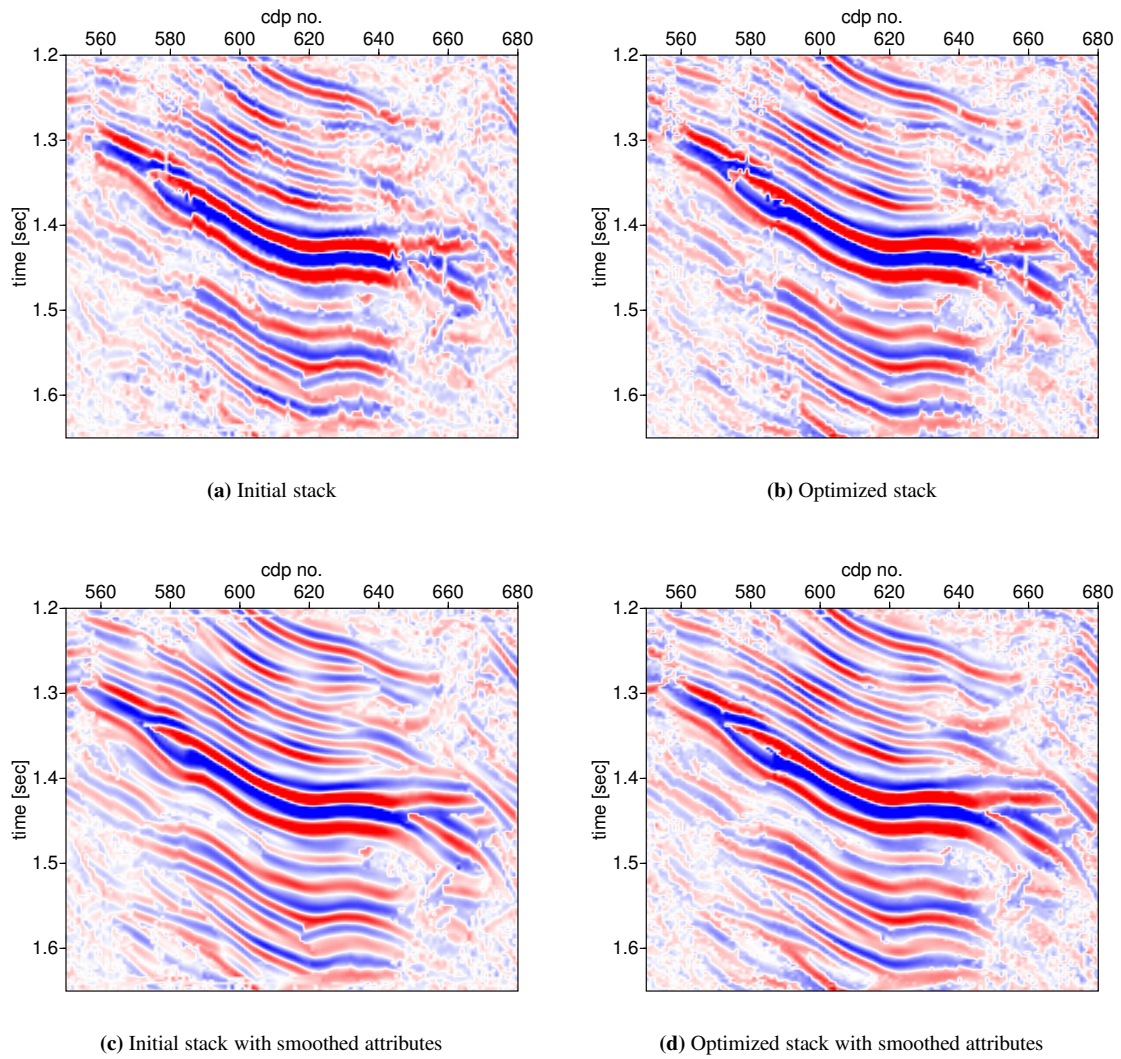 cdp no.
560 580 600 620 640 660 680
1.2
1.3
1.4
1.5
1.6
time [sec]
(a) Initial stack
cdp no.
560 580 600 620 640 660 680
1.2
1.3
1.4
1.5
1.6
time [sec]
(b) Optimized stack
cdp no.
560 580 600 620 640 660 680
1.2
1.3
1.4
1.5
1.6
time [sec]
(c) Initial stack with smoothed attributes
cdp no.
560 580 600 620 640 660 680
1.2
1.3
1.4
1.5
1.6
time [sec]
(d) Optimized stack with smoothed attributes